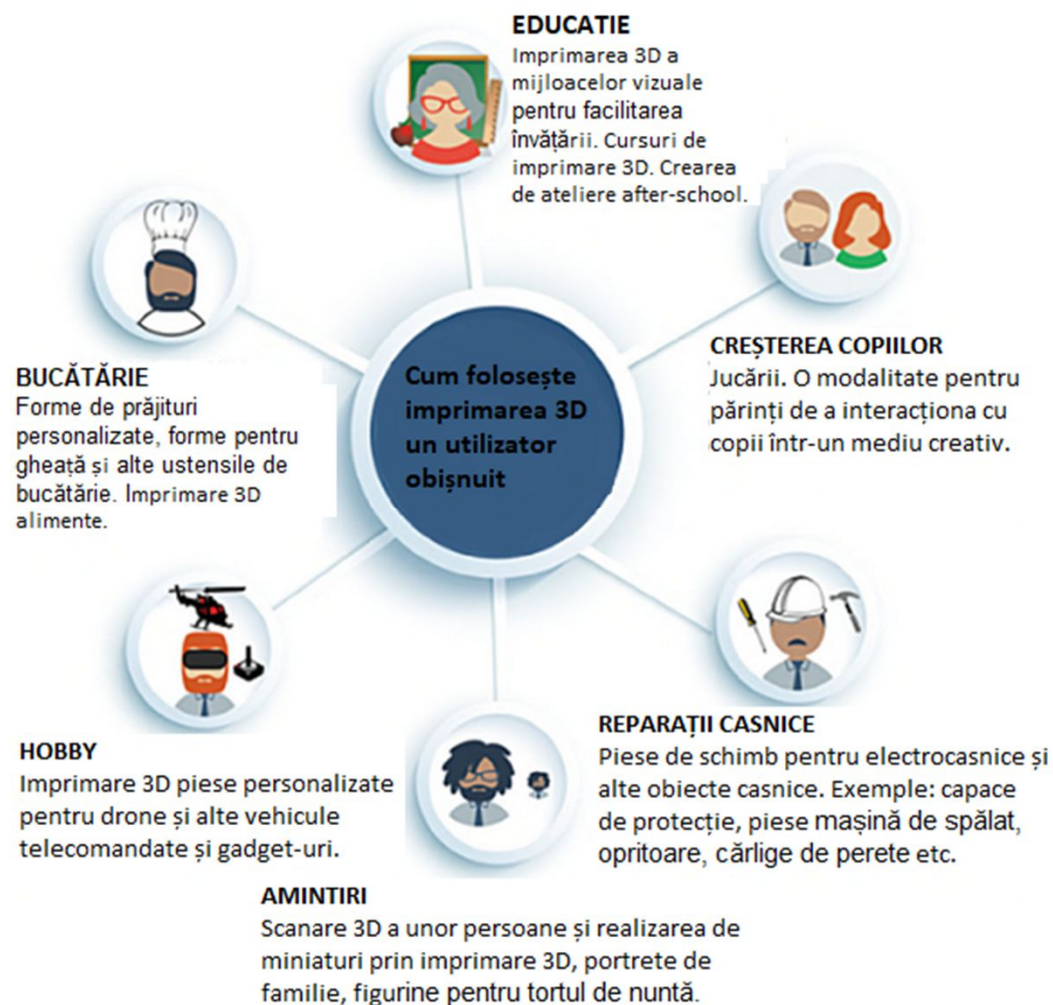 EDUCATIE
Imprimarea 3D a
mijloacelor vizuale
pentru facilitarea
învățării. Cursuri de
imprimare 3D. Crearea
de ateliere after-school.
CREȘTEREA COPIILOR
Jucării. O modalitate pentru
părinți de a interacționa cu
copii într-un mediu creativ.
Cum folosește
imprimarea 3D
un utilizator
obișnuit
BUCĂTĂRIE
Forme de prăjituri
personalizate, forme pentru
gheață și alte ustensile de
bucătărie. Imprimare 3D
alimente.
REPARAȚII CASNICE
Piese de schimb pentru electrocasnice și
alte obiecte casnice. Exemple: capace
de protecție, piese mașină de spălat,
opritoare, cârlige de perete etc.
HOBBY
Imprimare 3D piese personalizate
pentru drone și alte vehicule
telecomandate și gadget-uri.
AMINTIRI
Scanare 3D a unor persoane și realizarea de
miniaturi prin imprimare 3D, portrete de
familie, figurine pentru tortul de nuntă.